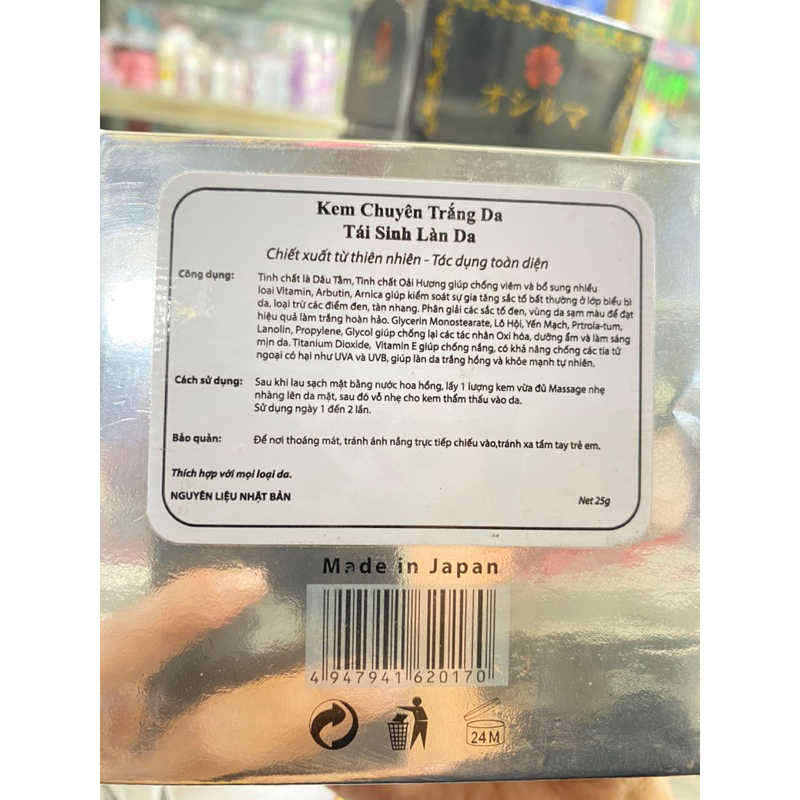 オシルマ
Kem Chuyên Trắng Da
Tái Sinh Làn Da
Chiết xuất từ thiên nhiên - Tác dụng toàn diện
Công dụng: Tinh chất là Dâu Tằm, Tinh chất Oải Hương giúp chống viêm và bổ sung nhiều
loai Vitamin, Arbutin, Arnica giúp kiểm soát sự gia tăng sắc tố bất thường ở lớp biểu bì
da, loại trừ các điểm đen, tàn nhang. Phân giải các sắc tố đen, vùng da sạm màu để đạt
hiệu quả làm trắng hoàn hảo. Glycerin Monostearate, Lô Hội, Yến Mạch, Prtrola-tum,
Lanolin, Propylene, Glycol giúp chống lại các tác nhân Oxi hóa, dưỡng ẩm và làm sáng
mịn da. Titanium Dioxide, Vitamin E giúp chống nắng, có khả năng chống các tia tử
ngoại có hại như UVA và UVB, giúp làn da trắng hồng và khỏe mạnh tự nhiên.
Cách sử dụng: Sau khi lau sạch mặt bằng nước hoa hồng, lấy 1 lượng kem vừa đủ Massage nhẹ
nhàng lên da mặt, sau đó vỗ nhẹ cho kem thẩm thấu vào da.
Sử dụng ngày 1 đến 2 lần.
Bảo quản: Để nơi thoáng mát, tránh ánh nắng trực tiếp chiếu vào,tránh xa tầm tay trẻ em.
Thích hợp với mọi loại da.
NGUYÊN LIỆU NHẬT BẢN Net 25g
Made in Japan
4 947941 620170
24M